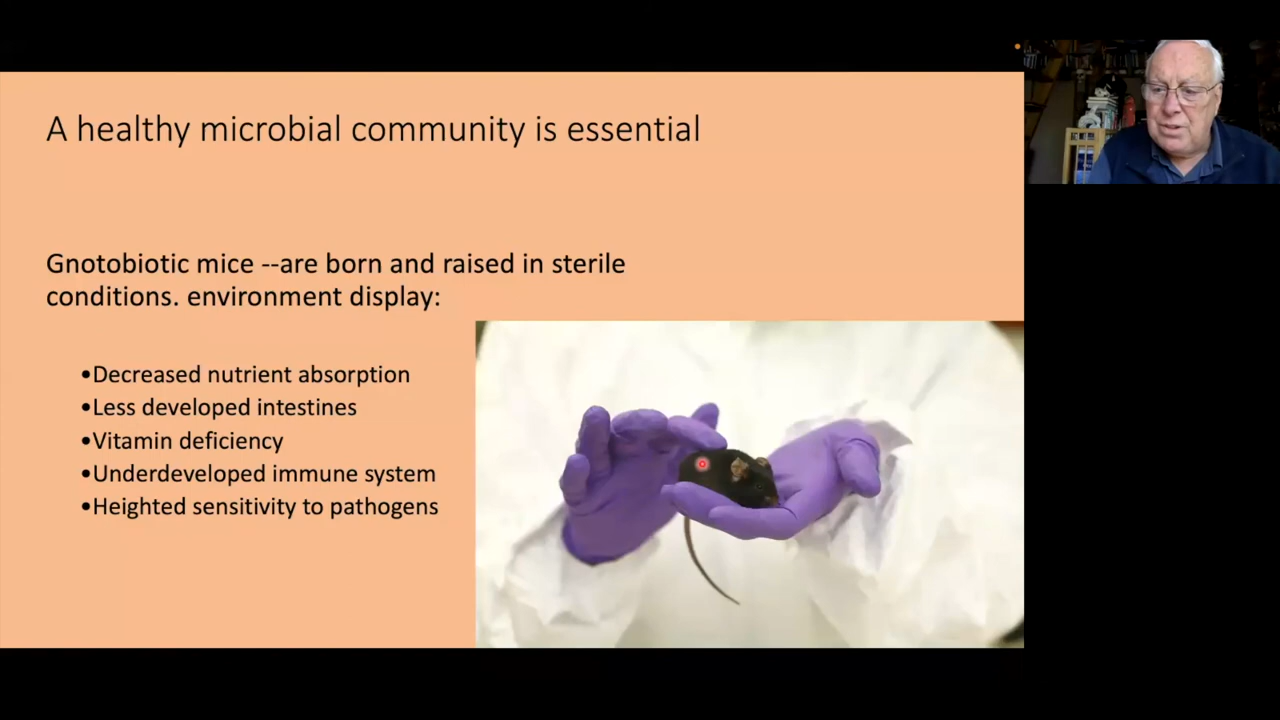 A healthy microbial community is essential
Gnotobiotic mice --are born and raised in sterile
conditions. environment display:
•Decreased nutrient absorption
•Less developed intestines
•Vitamin deficiency
•Underdeveloped immune system
•Heighted sensitivity to pathogens